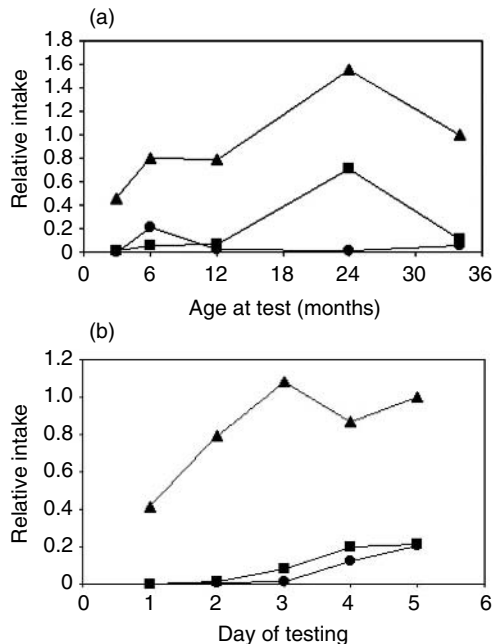 (a)
Relative intake
1.8
1.6
1.4
1.2
1.0
0.8
0.6
0.4
0.2
0
0 6 12 18 24 30 36
Age at test (months)
(b)
Relative intake
1.2
1.0
0.8
0.6
0.4
0.2
0
0 1 2 3 4 5 6
Day of testing